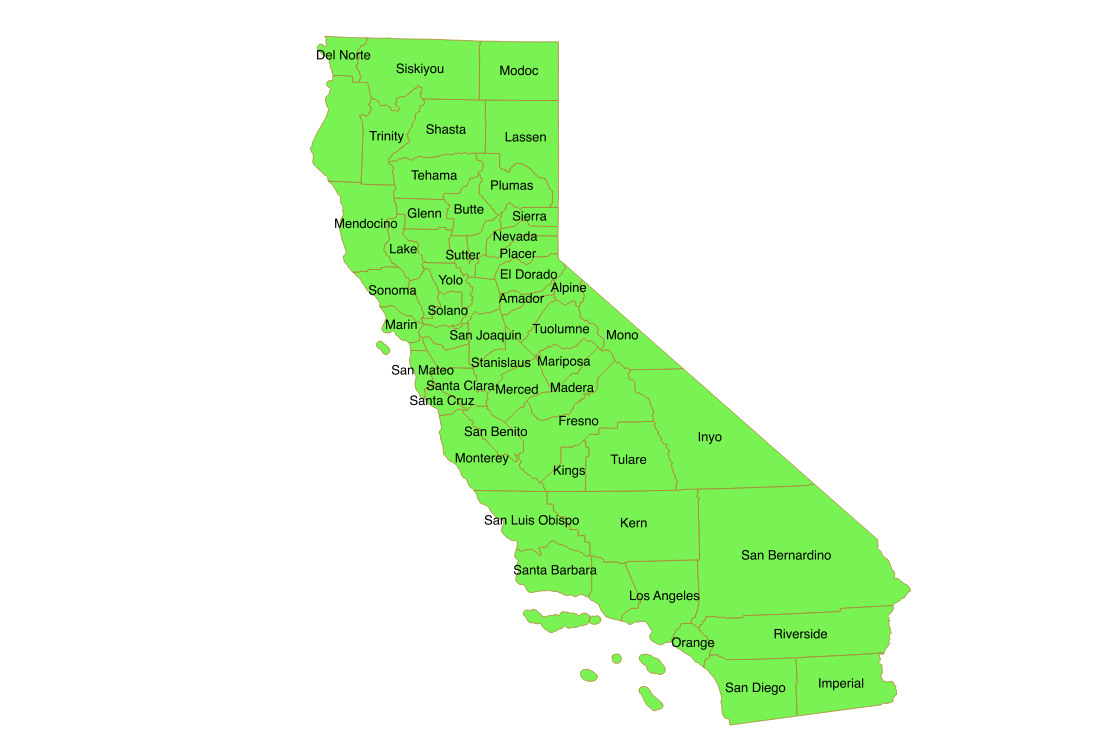 Del Norte
Siskiyou
Modoc
Trinity
Shasta
Lassen
Tehama
Plumas
Glenn
Butte
Sierra
Mendocino
Nevada
Lake
Sutter
Placer
El Dorado
Yolo
Alpine
Sonoma
Amador
Solano
Marin
San Joaquin
Tuolumne
Mono
San Mateo
Stanislaus
Mariposa
Santa Clara
Merced
Madera
Santa Cruz
Fresno
San Benito
Inyo
Monterey
Kings
Tulare
San Luis Obispo
Kern
San Bernardino
Santa Barbara
Los Angeles
Orange
Riverside
San Diego
Imperial